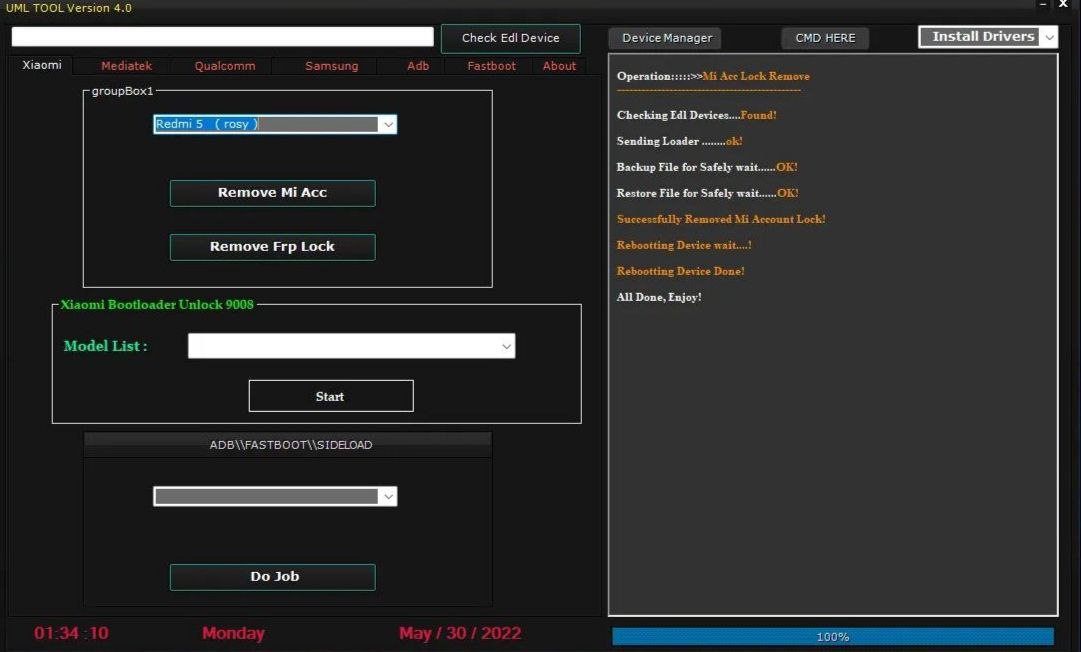 UML TOOL Version 4.0
– X
Check Edl Device
Device Manager
CMD HERE
Install Drivers
Xiaomi
Mediatek
Qualcomm
Samsung
Adb
Fastboot
About
groupBox1
Redmi 5 ( rosy )
Remove Mi Acc
Remove Frp Lock
Xiaomi Bootloader Unlock 9008
Model List :
Start
ADB\\FASTBOOT\\SIDELOAD
Do Job
01:34 :10
Monday
May / 30 / 2022
Operation:::::>>Mi Acc Lock Remove
------------------------------------------------
Checking Edl Devices....Found!
Sending Loader ........ok!
Backup File for Safely wait......OK!
Restore File for Safely wait......OK!
Successfully Removed Mi Account Lock!
Rebootting Device wait....!
Rebootting Device Done!
All Done, Enjoy!
100%